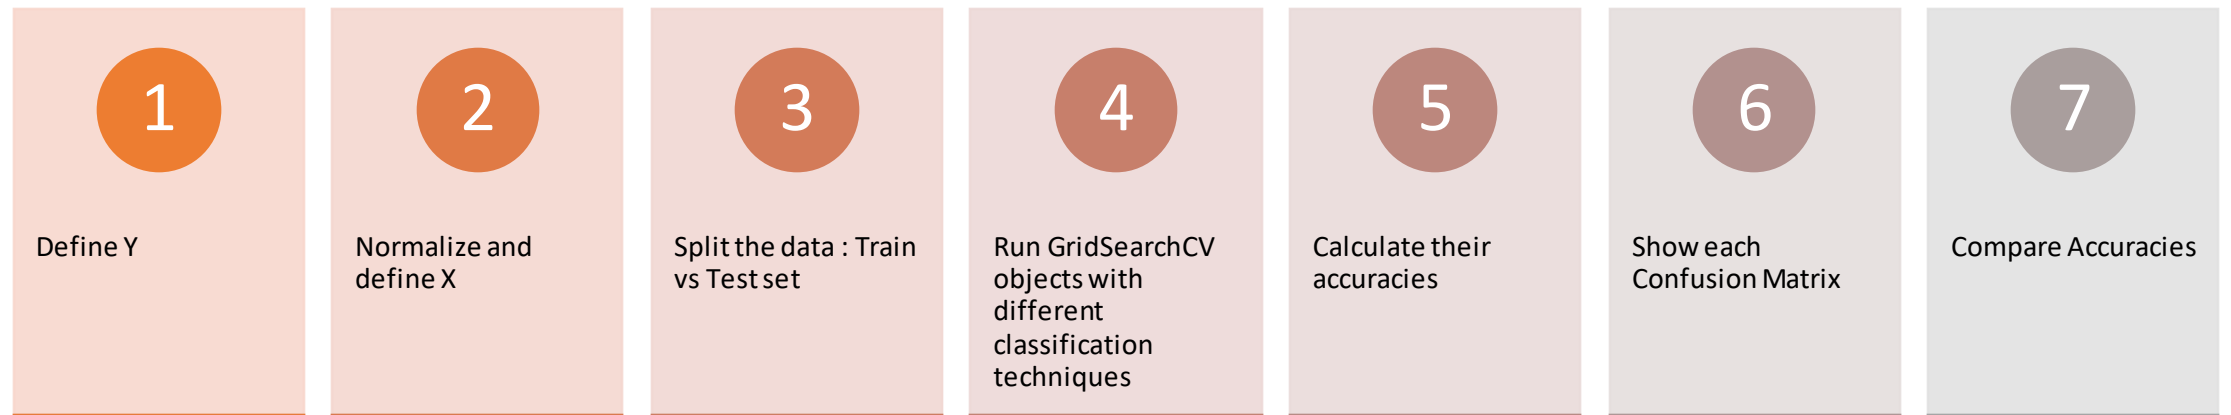 1
Define Y
2
Normalize and
define X
3
Split the data : Train
vs Test set
4
Run GridSearchCV
objects with
different
classification
techniques
5
Calculate their
accuracies
6
Show each
Confusion Matrix
7
Compare Accuracies